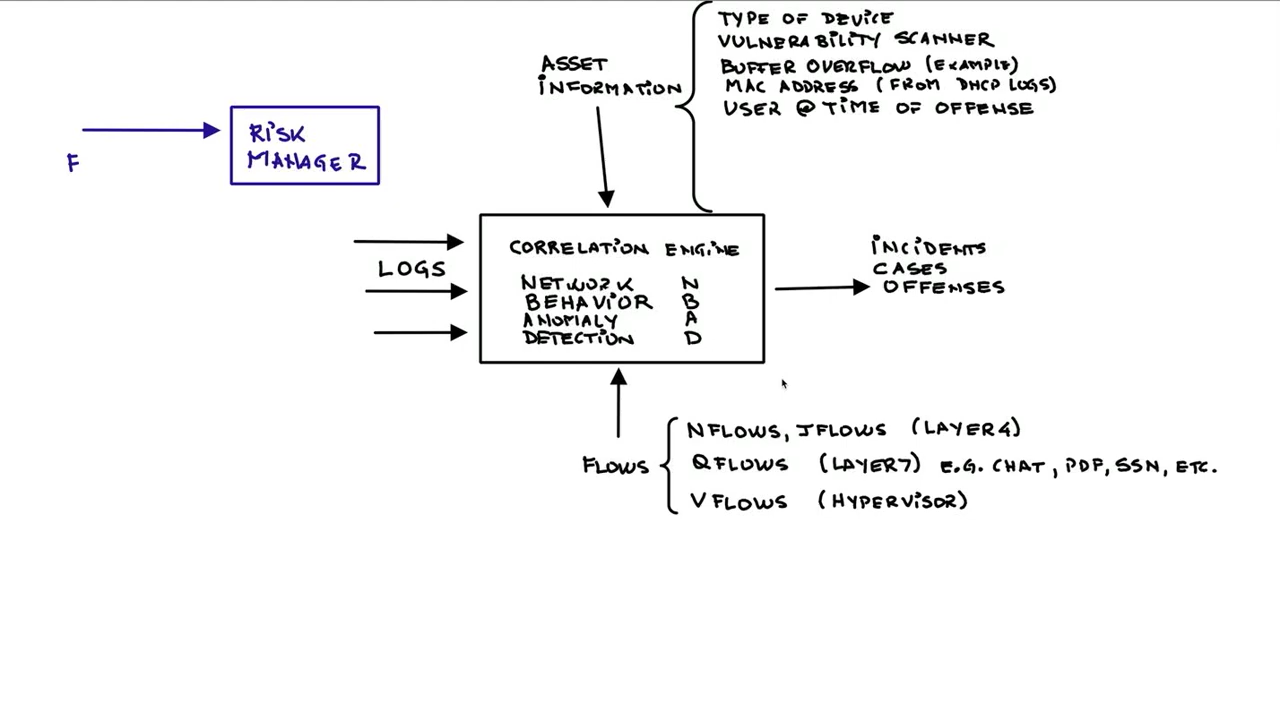 TYPE OF DEVICE
VULNERABILITY SCANNER
BUFFER OVERFLOW (EXAMPLE)
MAC ADDRESS (FROM DHCP LOGS)
USER @ TIME OF OFFENSE
ASSET
INFORMATION
RISK
MANAGER
F
LOGS
CORRELATION ENGINE
NETWORK N
BEHAVIOR B
ANOMALY A
DETECTION D
INCIDENTS
CASES
OFFENSES
FLOWS
NFLOWS, JFLOWS (LAYER4)
QFLOWS (LAYER7) E.G. CHAT, PDF, SSN, ETC.
VFLOWS (HYPERVISOR)